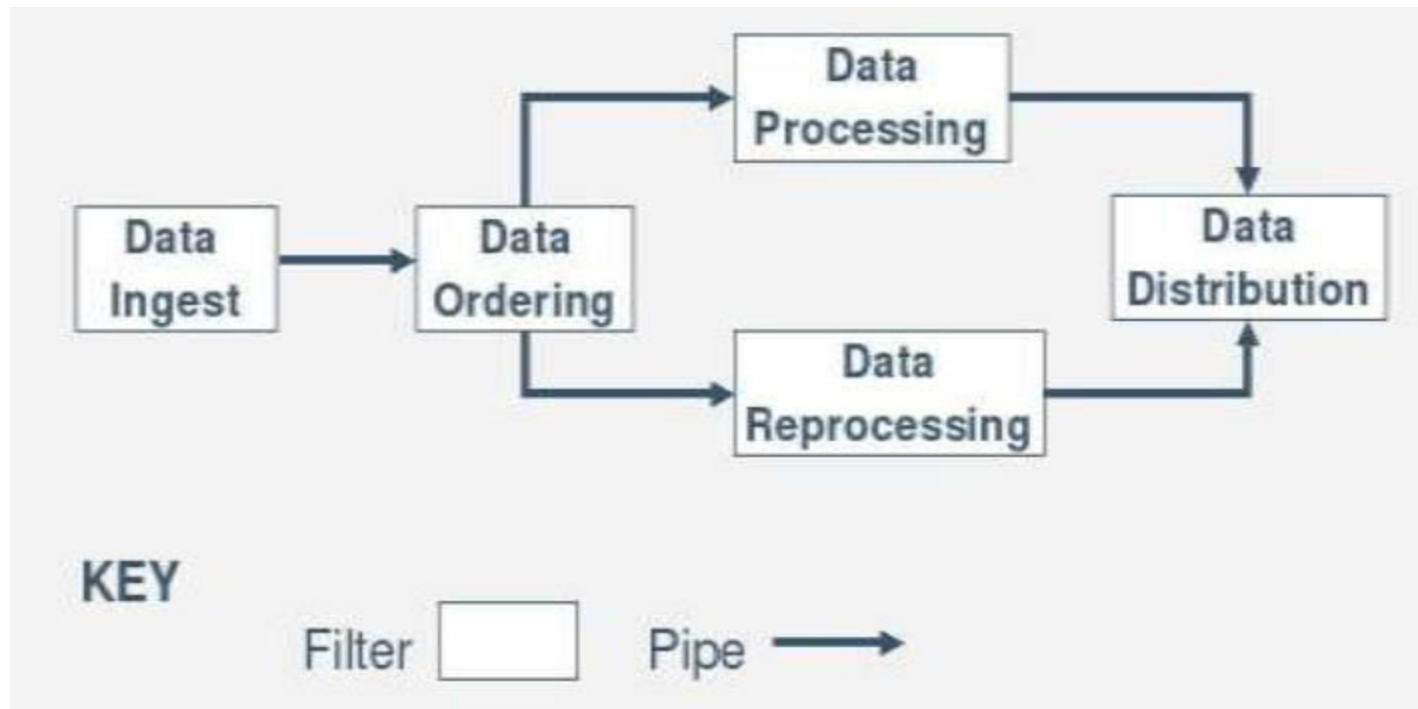 Data
Processing
Data
Ingest
Data
Ordering
Data
Distribution
Data
Reprocessing
KEY
Filter
Pipe